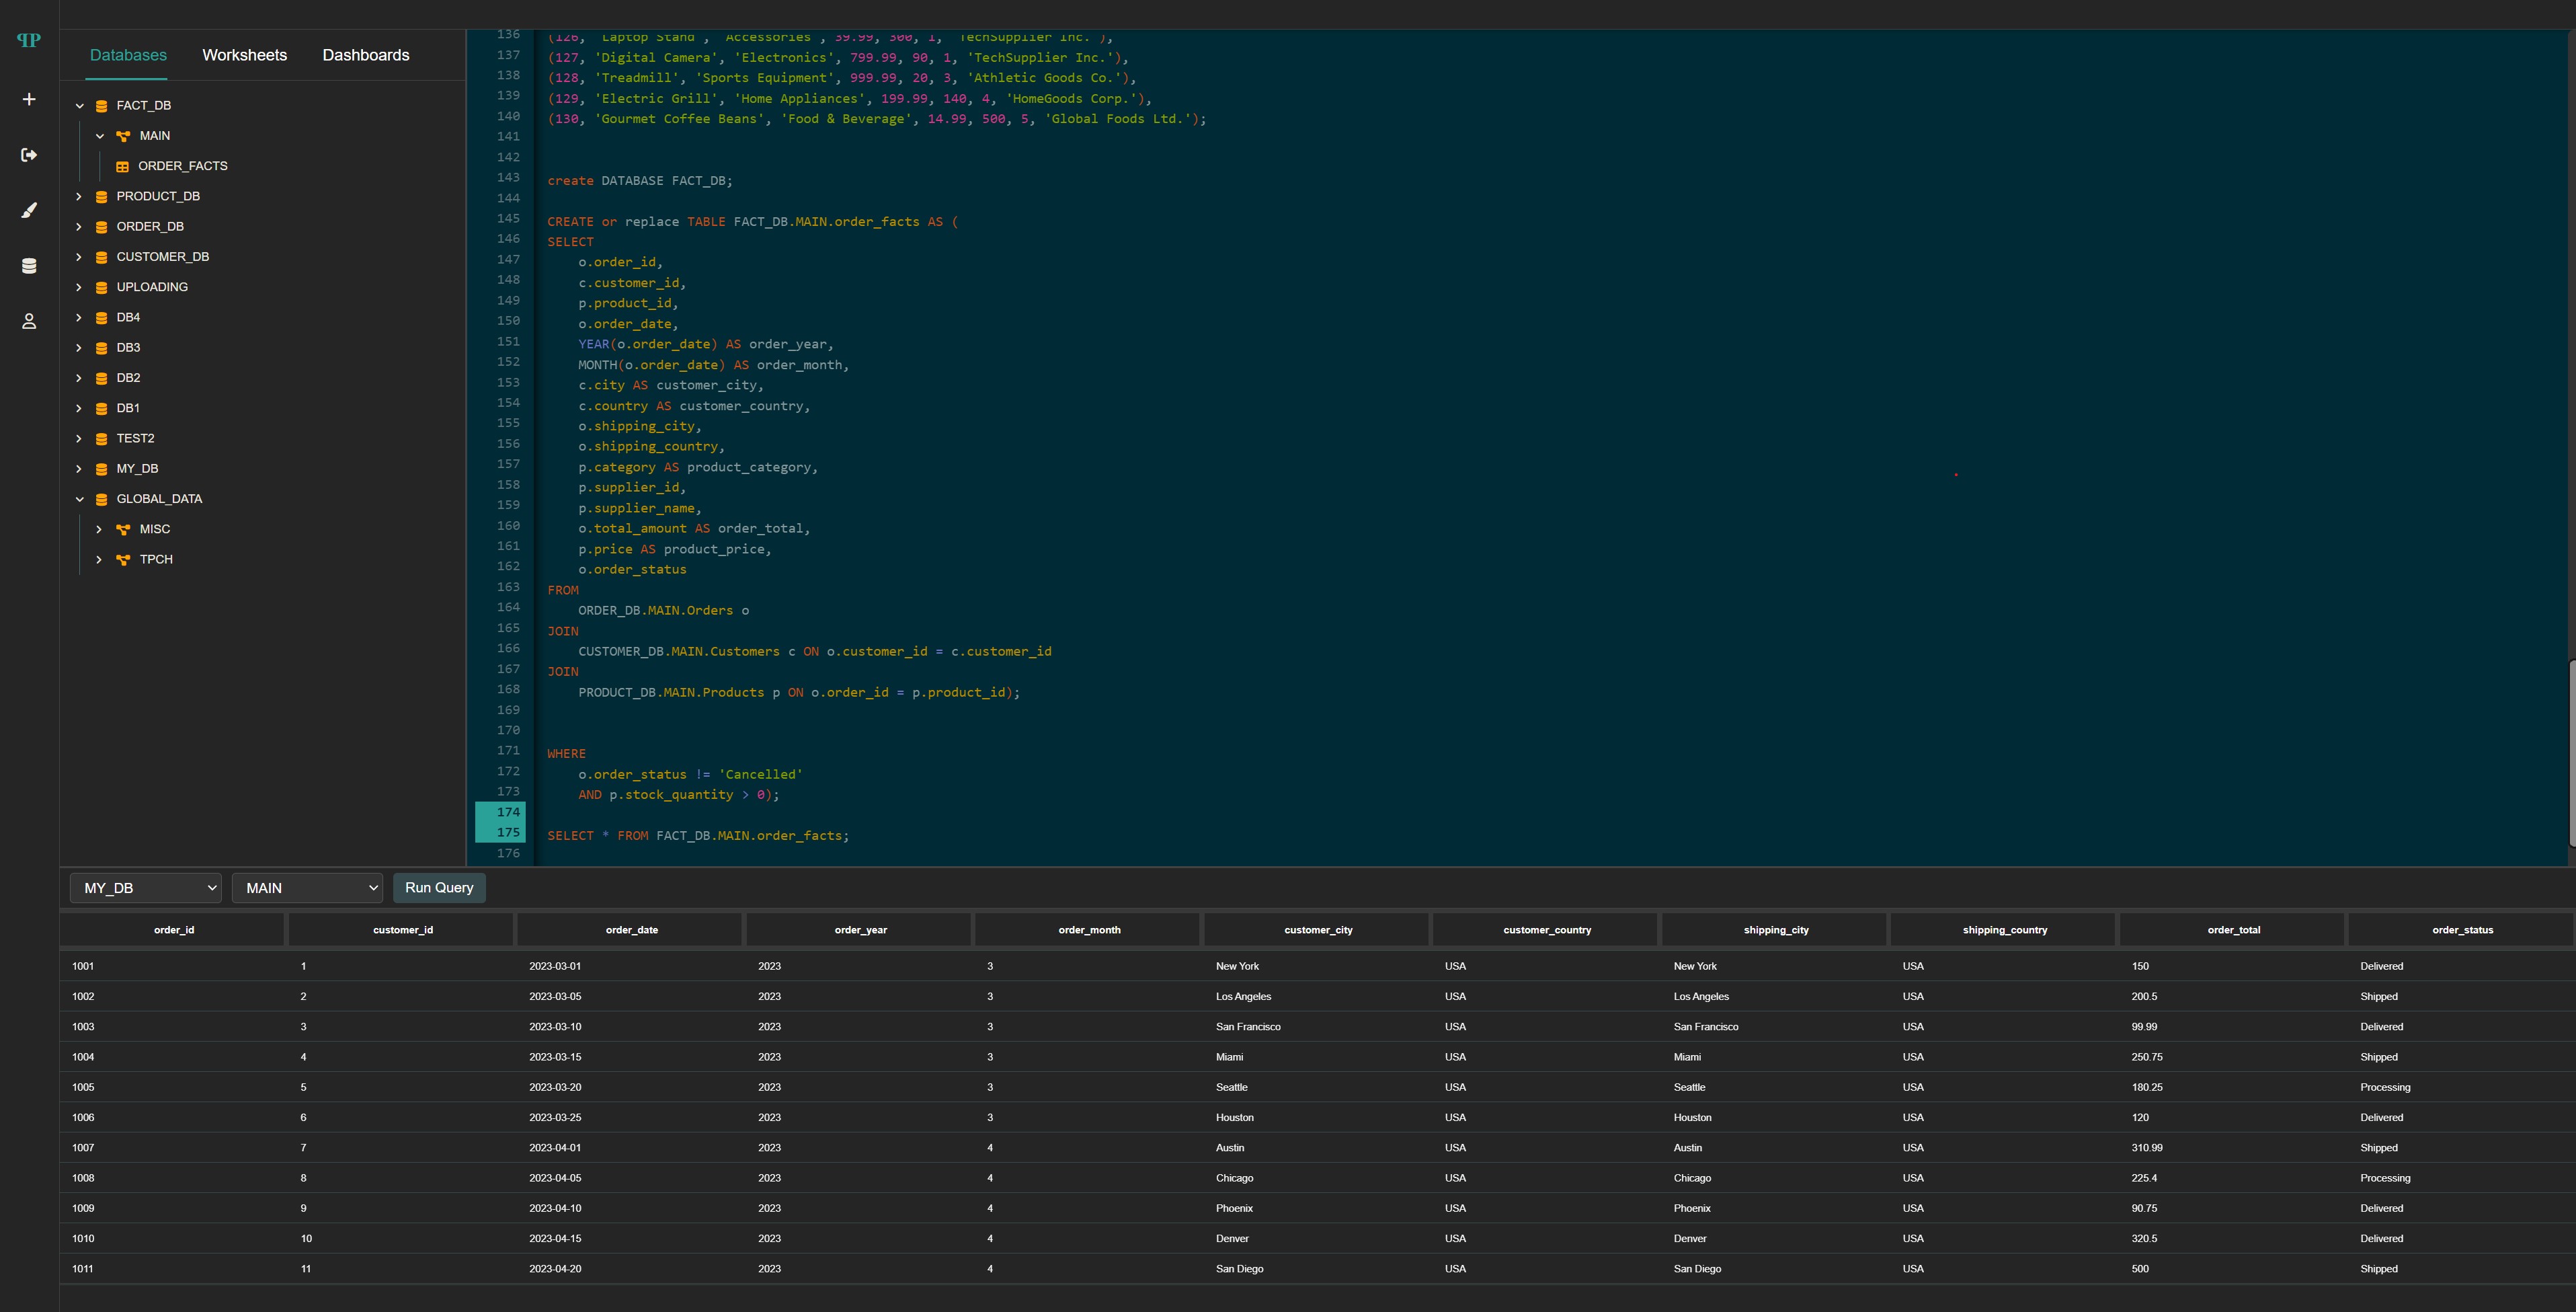 ꟼP
Databases Worksheets Dashboards
FACT_DB
MAIN
ORDER_FACTS
PRODUCT_DB
ORDER_DB
CUSTOMER_DB
UPLOADING
DB4
DB3
DB2
DB1
TEST2
MY_DB
GLOBAL_DATA
MISC
TPCH
136 (126, 'Laptop Stand', 'Accessories', 39.99, 300, 1, 'TechSupplier Inc.'),
137 (127, 'Digital Camera', 'Electronics', 799.99, 90, 1, 'TechSupplier Inc.'),
138 (128, 'Treadmill', 'Sports Equipment', 999.99, 20, 3, 'Athletic Goods Co.'),
139 (129, 'Electric Grill', 'Home Appliances', 199.99, 140, 4, 'HomeGoods Corp.'),
140 (130, 'Gourmet Coffee Beans', 'Food & Beverage', 14.99, 500, 5, 'Global Foods Ltd.');
141
142
143 create DATABASE FACT_DB;
144
145 CREATE or replace TABLE FACT_DB.MAIN.order_facts AS (
146 SELECT
147 o.order_id,
148 c.customer_id,
149 p.product_id,
150 o.order_date,
151 YEAR(o.order_date) AS order_year,
152 MONTH(o.order_date) AS order_month,
153 c.city AS customer_city,
154 c.country AS customer_country,
155 o.shipping_city,
156 o.shipping_country,
157 p.category AS product_category,
158 p.supplier_id,
159 p.supplier_name,
160 o.total_amount AS order_total,
161 p.price AS product_price,
162 o.order_status
163 FROM
164 ORDER_DB.MAIN.Orders o
165 JOIN
166 CUSTOMER_DB.MAIN.Customers c ON o.customer_id = c.customer_id
167 JOIN
168 PRODUCT_DB.MAIN.Products p ON o.order_id = p.product_id);
169
170
171 WHERE
172 o.order_status != 'Cancelled'
173 AND p.stock_quantity > 0);
174
175 SELECT * FROM FACT_DB.MAIN.order_facts;
176
MY_DB MAIN Run Query
order_id customer_id order_date order_year order_month customer_city customer_country shipping_city shipping_country order_total order_status
1001 1 2023-03-01 2023 3 New York USA New York USA 150 Delivered
1002 2 2023-03-05 2023 3 Los Angeles USA Los Angeles USA 200.5 Shipped
1003 3 2023-03-10 2023 3 San Francisco USA San Francisco USA 99.99 Delivered
1004 4 2023-03-15 2023 3 Miami USA Miami USA 250.75 Shipped
1005 5 2023-03-20 2023 3 Seattle USA Seattle USA 180.25 Processing
1006 6 2023-03-25 2023 3 Houston USA Houston USA 120 Delivered
1007 7 2023-04-01 2023 4 Austin USA Austin USA 310.99 Shipped
1008 8 2023-04-05 2023 4 Chicago USA Chicago USA 225.4 Processing
1009 9 2023-04-10 2023 4 Phoenix USA Phoenix USA 90.75 Delivered
1010 10 2023-04-15 2023 4 Denver USA Denver USA 320.5 Delivered
1011 11 2023-04-20 2023 4 San Diego USA San Diego USA 500 Shipped